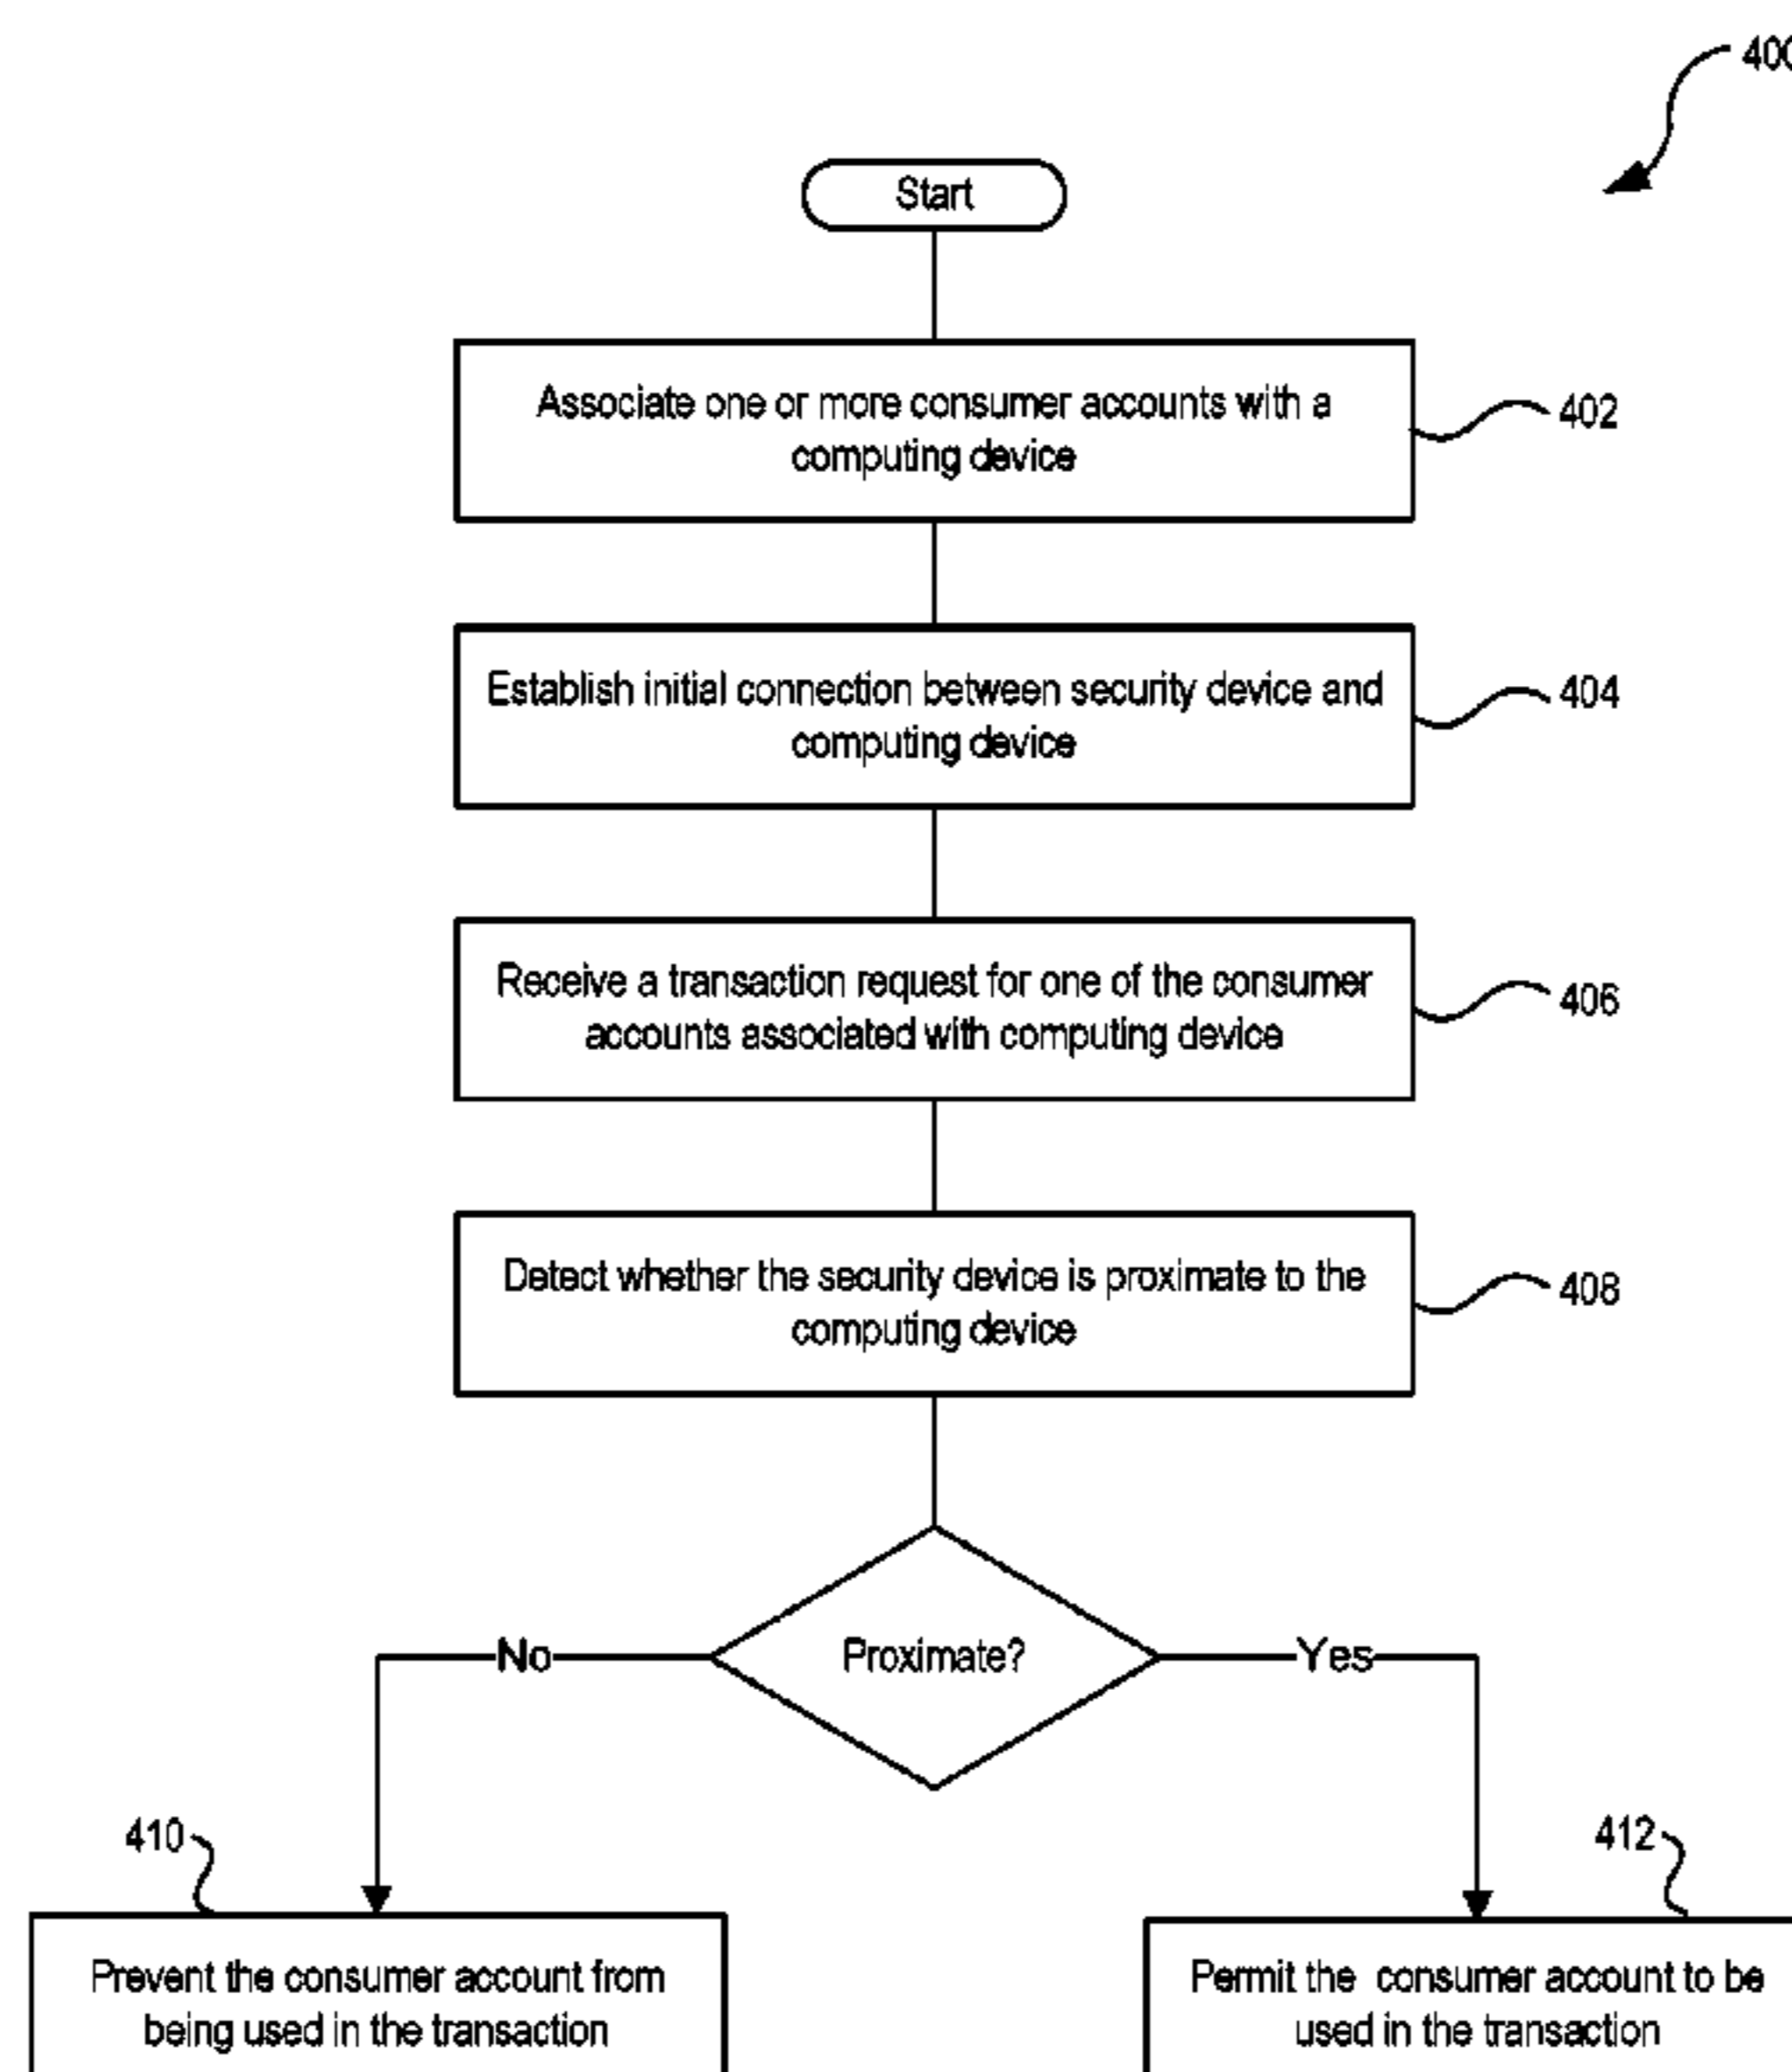 400
Start
Associate one or more consumer accounts with a
computing device
402
Establish initial connection between security device and
computing device
404
Receive a transaction request for one of the consumer
accounts associated with computing device
406
Detect whether the security device is proximate to the
computing device
408
No
Proximate?
Yes
410
412
Prevent the consumer account from
being used in the transaction
Permit the consumer account to be
used in the transaction